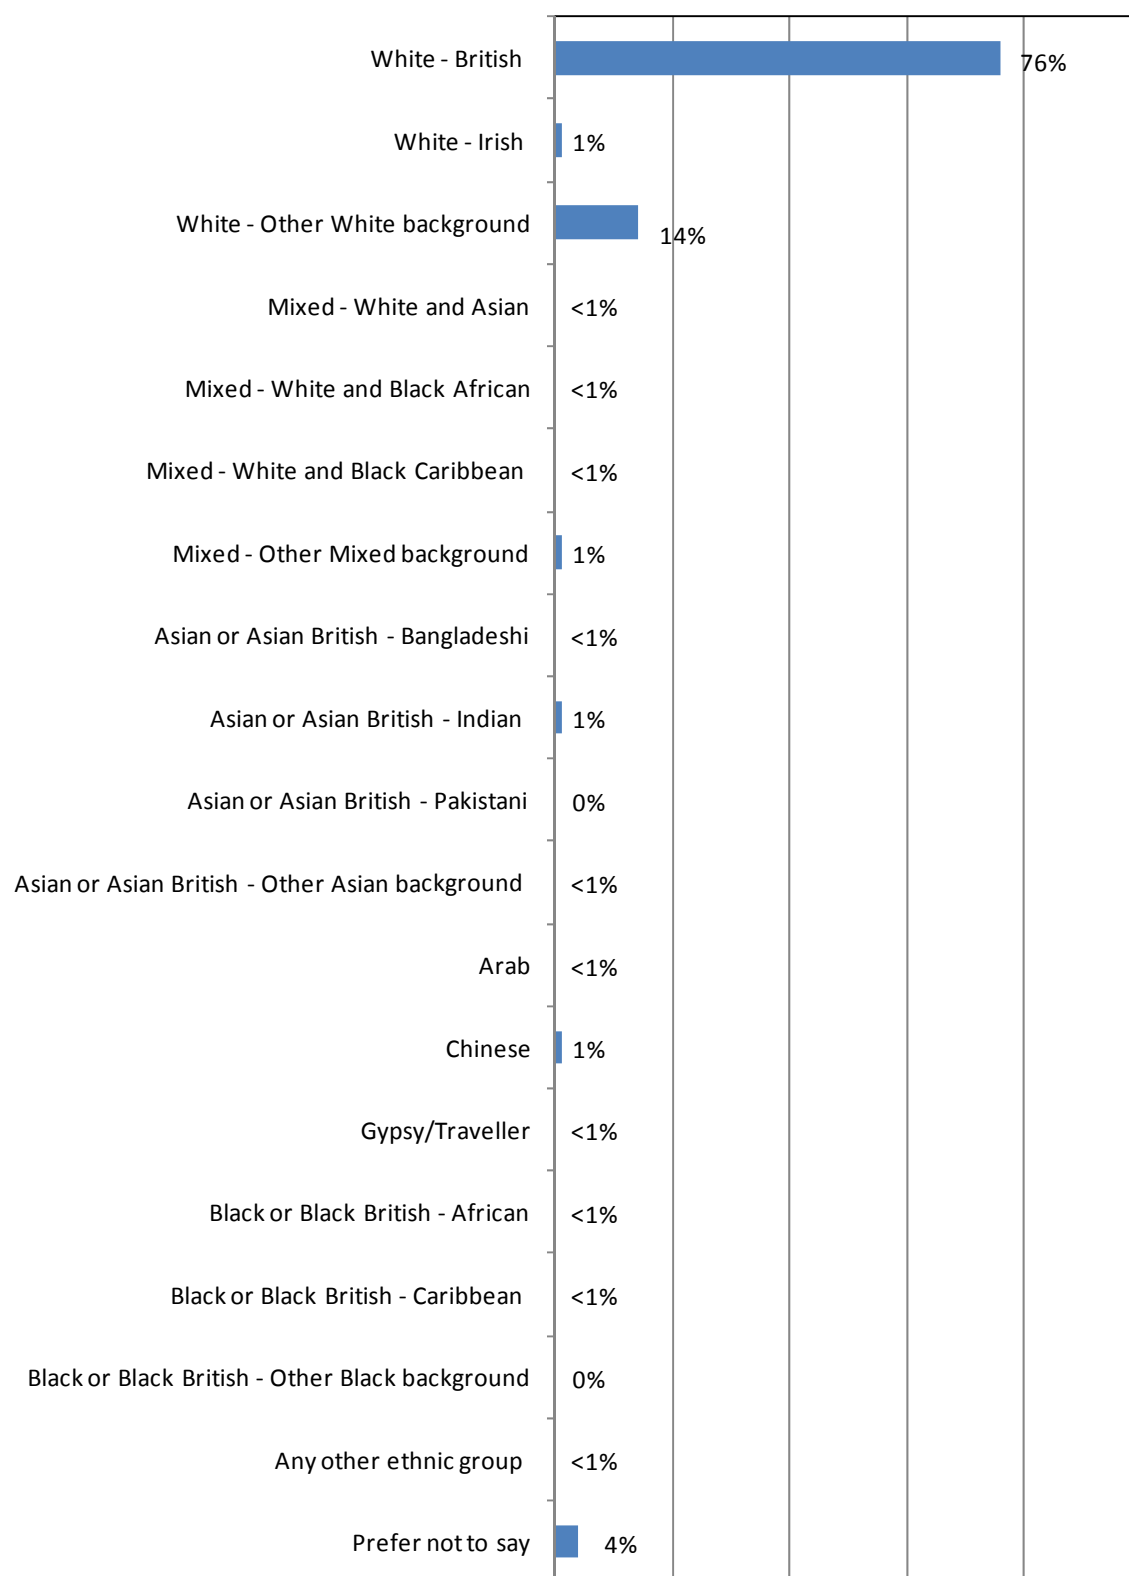 White - British 76%
White - Irish 1%
White - Other White background 14%
Mixed - White and Asian <1%
Mixed - White and Black African <1%
Mixed - White and Black Caribbean <1%
Mixed - Other Mixed background 1%
Asian or Asian British - Bangladeshi <1%
Asian or Asian British - Indian 1%
Asian or Asian British - Pakistani 0%
Asian or Asian British - Other Asian background <1%
Arab <1%
Chinese 1%
Gypsy/Traveller <1%
Black or Black British - African <1%
Black or Black British - Caribbean <1%
Black or Black British - Other Black background 0%
Any other ethnic group <1%
Prefer not to say 4%